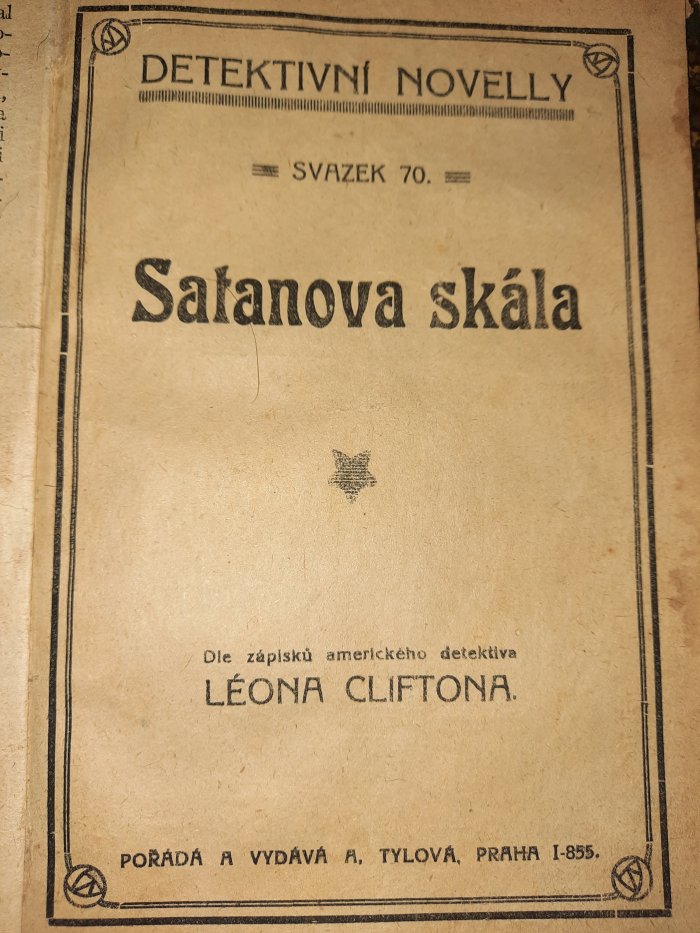 DETEKTIVNÍ NOVELLY
SVAZEK 70.
Satanova skála
Dle zápisků amerického detektiva
LÉONA CLIFTONA.
POŘÁDÁ A VYDÁVÁ A. TYLOVÁ, PRAHA I-855.